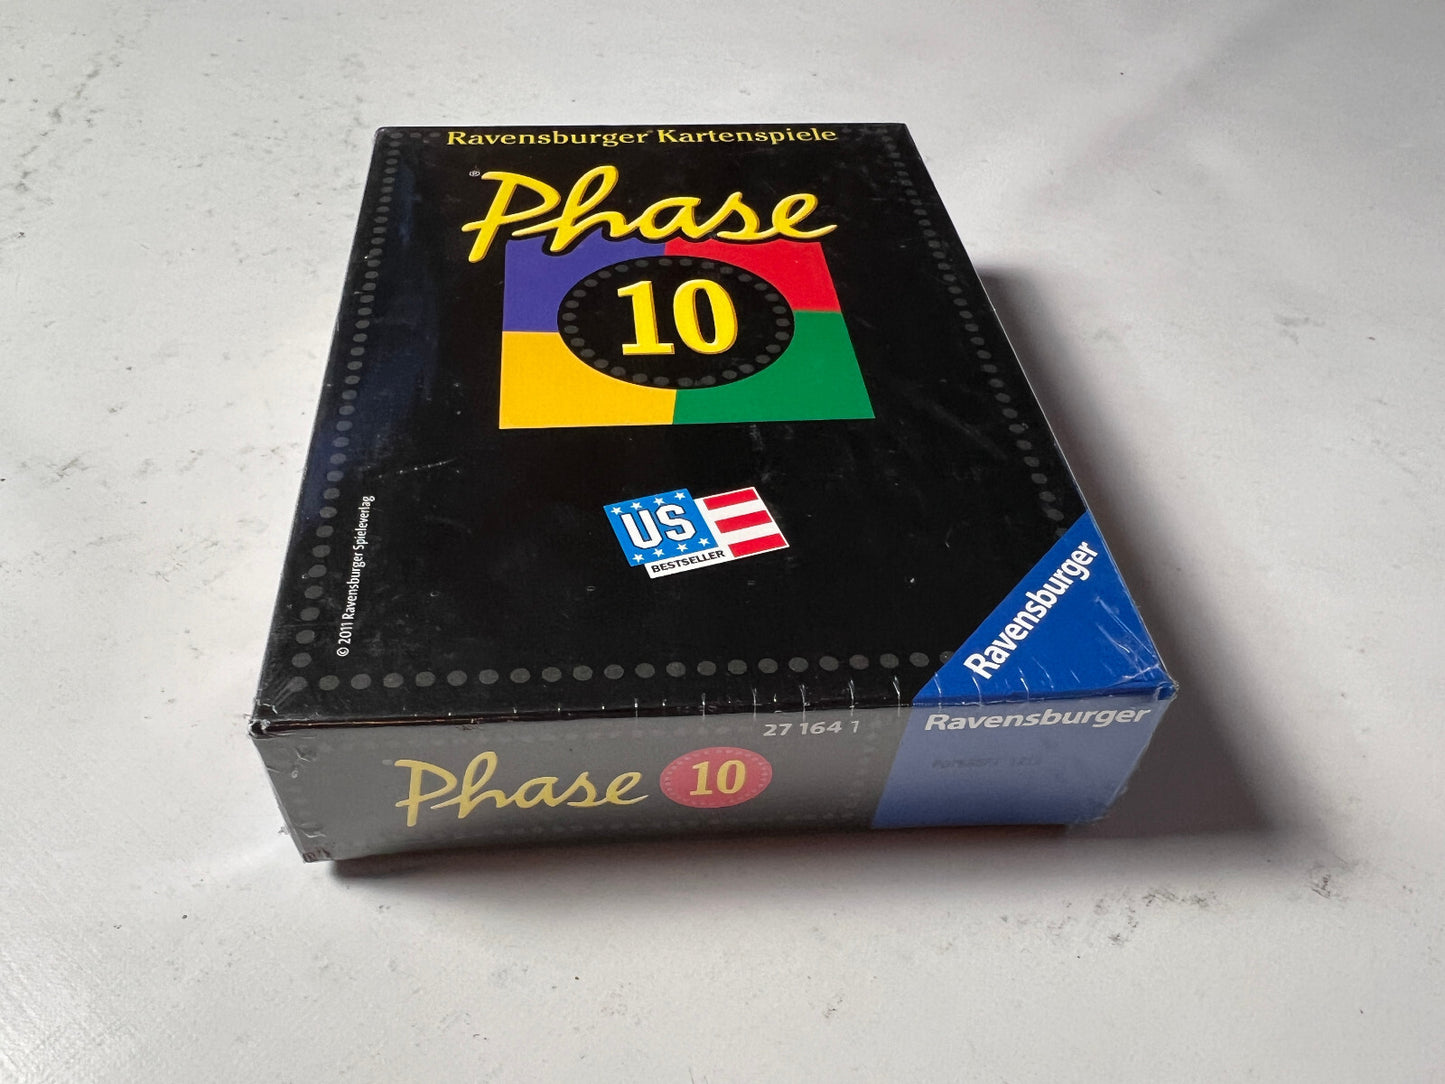 Ravensburger Kartenspiele
® Phase
10
US
BESTSELLER
© 2011 Ravensburger Spieleverlag
Ravensburger
27 164 1
Ravensburger
Phase 10